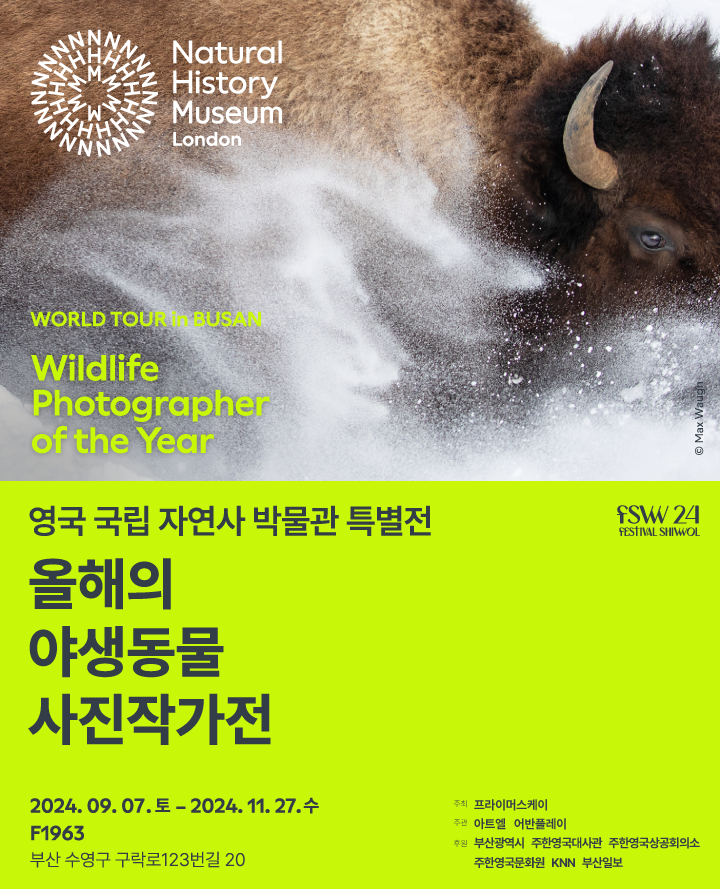 Natural
History
Museum
London
WORLD TOUR in BUSAN
Wildlife
Photographer
of the Year
© Max Waugh
영국 국립 자연사 박물관 특별전
fSW 24
FESTIVAL SHIWOL
올해의
야생동물
사진작가전
2024. 09. 07. 토 – 2024. 11. 27. 수
F1963
부산 수영구 구락로123번길 20
주최 프라이머스케이
주관 아트엘 어반플레이
후원 부산광역시 주한영국대사관 주한영국상공회의소
주한영국문화원 KNN 부산일보